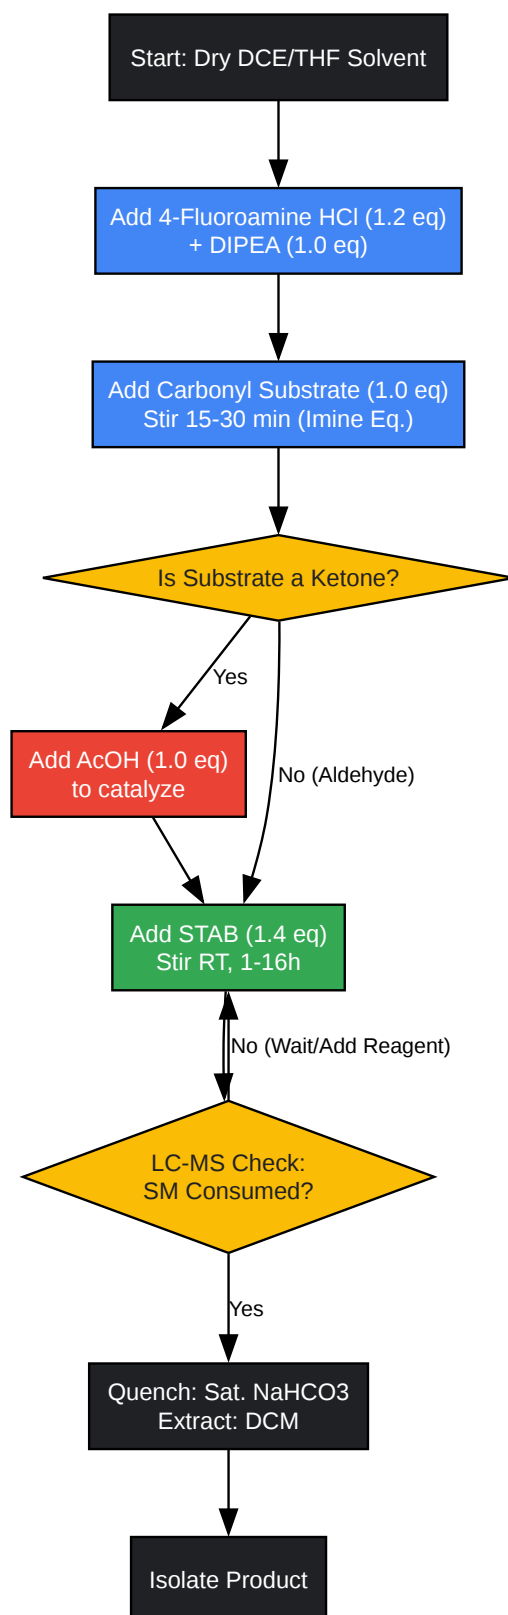 Start: Dry DCE/THF Solvent
Add 4-Fluoroamine HCl (1.2 eq)
+ DIPEA (1.0 eq)
Add Carbonyl Substrate (1.0 eq)
Stir 15-30 min (Imine Eq.)
Is Substrate a Ketone?
Yes
Add AcOH (1.0 eq)
to catalyze
No (Aldehyde)
Add STAB (1.4 eq)
Stir RT, 1-16h
No (Wait/Add Reagent)
LC-MS Check:
SM Consumed?
Yes
Quench: Sat. NaHCO3
Extract: DCM
Isolate Product